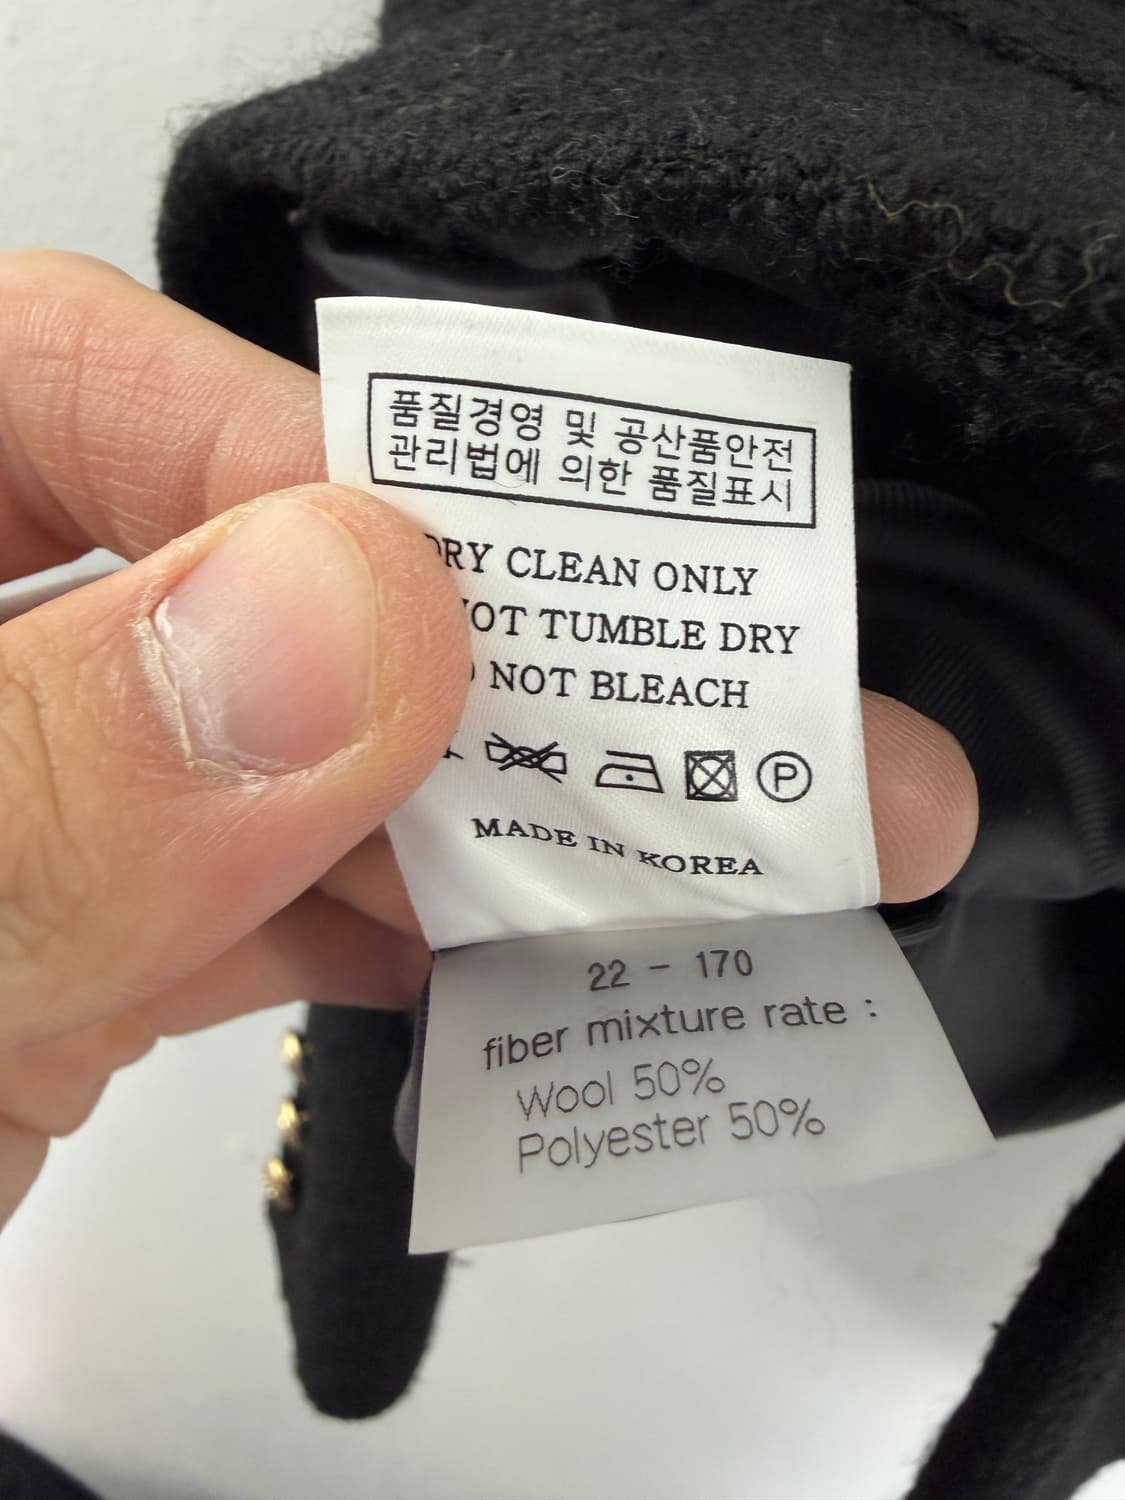 품질경영 및 공산품안전
관리법에 의한 품질표시
DRY CLEAN ONLY
NOT TUMBLE DRY
NOT BLEACH
P
MADE IN KOREA
22 - 170
fiber mixture rate :
Wool 50%
Polyester 50%